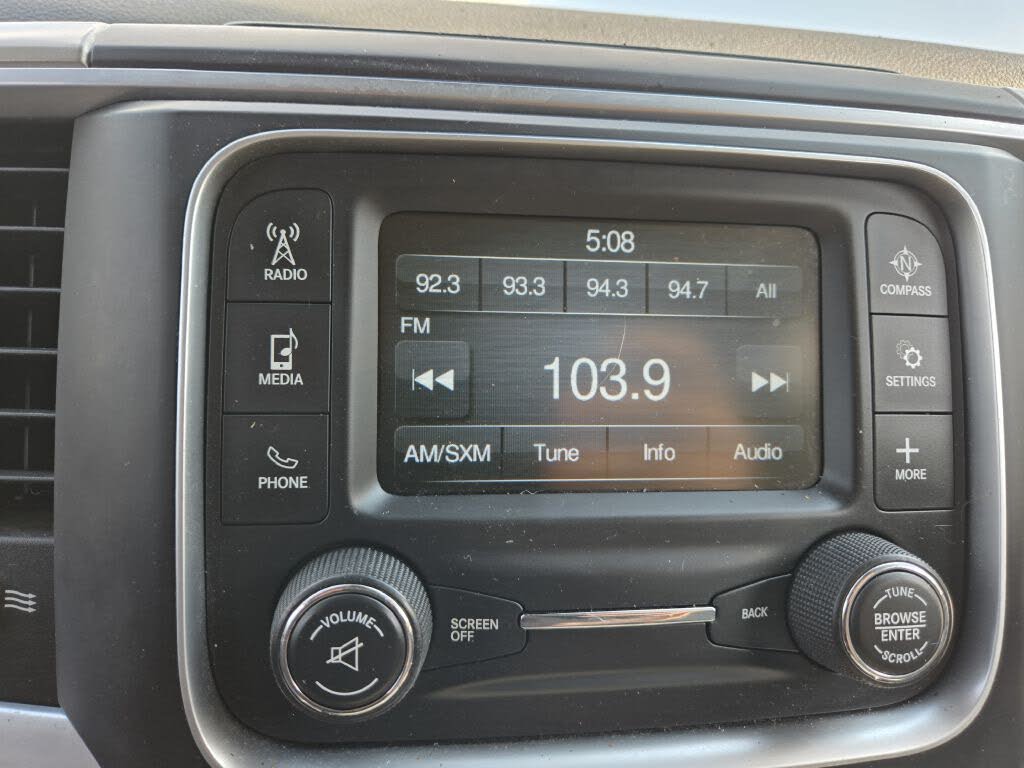 5:08
92.3 93.3 94.3 94.7 All
FM
103.9
AM/SXM Tune Info Audio
RADIO
MEDIA
PHONE
N
COMPASS
SETTINGS
MORE
VOLUME
SCREEN
OFF
BACK
TUNE
BROWSE
ENTER
SCROLL